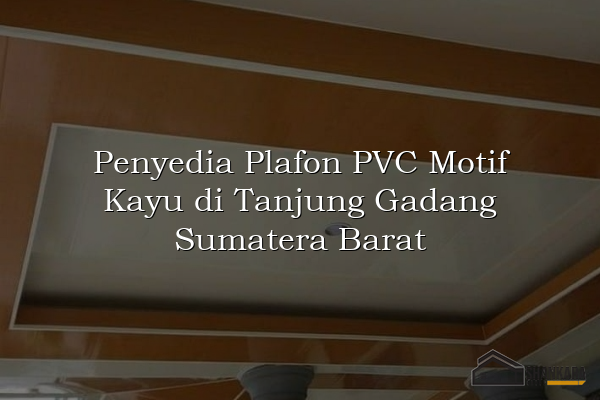 Penyedia Plafon PVC Motif
Kayu di Tanjung Gadang
Sumatera Barat